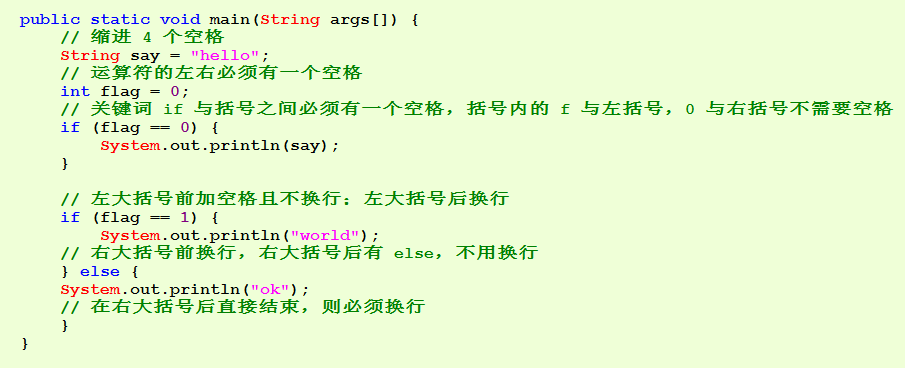 public static void main(String args[]) {
    // 缩进 4 个空格
    String say = "hello";
    // 运算符的左右必须有一个空格
    int flag = 0;
    // 关键词 if 与括号之间必须有一个空格，括号内的 f 与左括号，0 与右括号不需要空格
    if (flag == 0) {
        System.out.println(say);
    }
    // 左大括号前加空格且不换行；左大括号后换行
    if (flag == 1) {
        System.out.println("world");
    // 右大括号前换行，右大括号后有 else，不用换行
    } else {
    System.out.println("ok");
    // 在右大括号后直接结束，则必须换行
    }
}